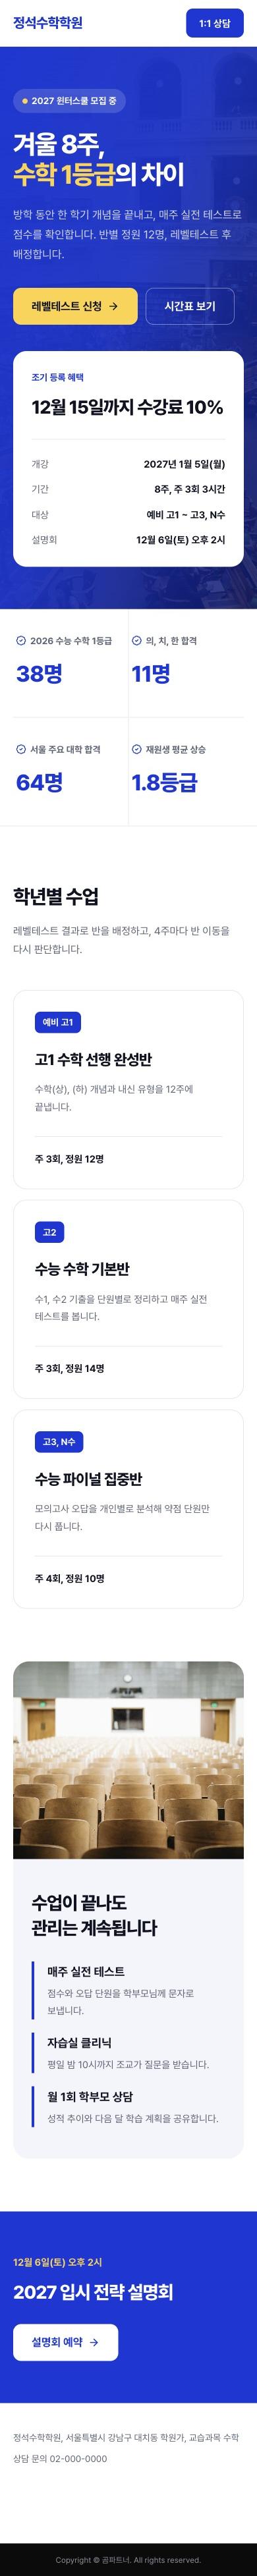 정석수학학원
1:1 상담
2027 윈터스쿨 모집 중
겨울 8주,
수학 1등급의 차이
방학 동안 한 학기 개념을 끝내고, 매주 실전 테스트로
점수를 확인합니다. 반별 정원 12명, 레벨테스트 후
배정합니다.
레벨테스트 신청 →
시간표 보기
조기 등록 혜택
12월 15일까지 수강료 10%
개강 2027년 1월 5일(월)
기간 8주, 주 3회 3시간
대상 예비 고1 ~ 고3, N수
설명회 12월 6일(토) 오후 2시
2026 수능 수학 1등급
38명
의, 치, 한 합격
11명
서울 주요 대학 합격
64명
재원생 평균 상승
1.8등급
학년별 수업
레벨테스트 결과로 반을 배정하고, 4주마다 반 이동을
다시 판단합니다.
예비 고1
고1 수학 선행 완성반
수학(상), (하) 개념과 내신 유형을 12주에
끝냅니다.
주 3회, 정원 12명
고2
수능 수학 기본반
수1, 수2 기출을 단원별로 정리하고 매주 실전
테스트를 봅니다.
주 3회, 정원 14명
고3, N수
수능 파이널 집중반
모의고사 오답을 개인별로 분석해 약점 단원만
다시 풉니다.
주 4회, 정원 10명
수업이 끝나도
관리는 계속됩니다
매주 실전 테스트
점수와 오답 단원을 학부모님께 문자로
보냅니다.
자습실 클리닉
평일 밤 10시까지 조교가 질문을 받습니다.
월 1회 학부모 상담
성적 추이와 다음 달 학습 계획을 공유합니다.
12월 6일(토) 오후 2시
2027 입시 전략 설명회
설명회 예약 →
정석수학학원, 서울특별시 강남구 대치동 학원가, 교습과목 수학
상담 문의 02-000-0000
Copyright © 곰파트너. All rights reserved.